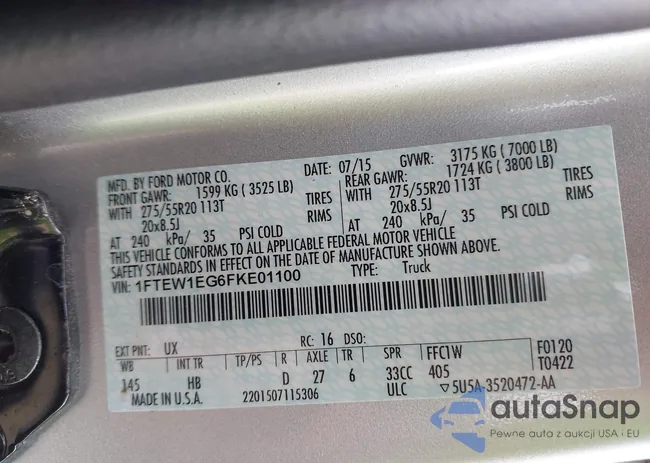 MFD. BY FORD MOTOR CO. DATE: 07/15 GVWR: 3175 KG ( 7000 LB)
FRONT GAWR: 1599 KG ( 3525 LB) REAR GAWR: 1724 KG ( 3800 LB)
WITH 275/55R20 113T TIRES WITH 275/55R20 113T TIRES
20x8.5J RIMS 20x8.5J RIMS
AT 240 kPa/ 35 PSI COLD AT 240 kPa/ 35 PSI COLD
THIS VEHICLE CONFORMS TO ALL APPLICABLE FEDERAL MOTOR VEHICLE
SAFETY STANDARDS IN EFFECT ON THE DATE OF MANUFACTURE SHOWN ABOVE.
VIN: 1FTEW1EG6FKE01100 TYPE: Truck
EXT PNT: UX RC: 16 DSO: F0120
WB INT TR TP/PS R AXLE TR SPR FFC1W T0422
145 HB D 27 6 33CC 405
MADE IN U.S.A. 2201507115306 ULC ▽5U5A-3520472-AA
autoSnap
Pewne auta z aukcji USA i EU